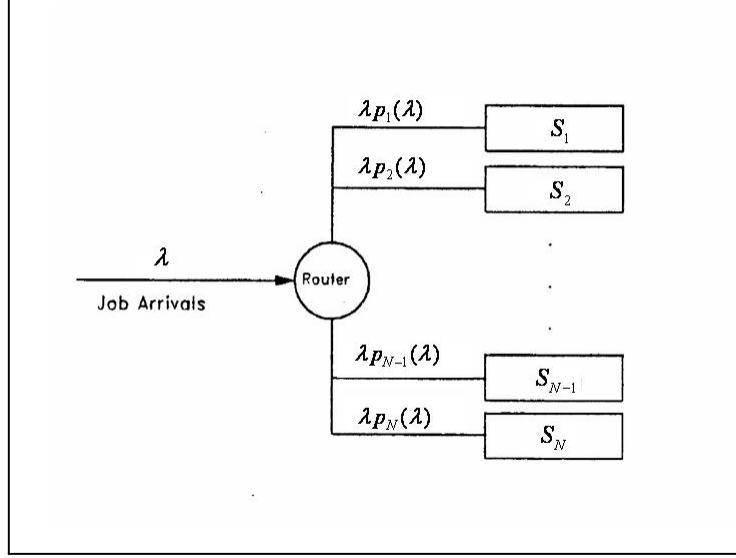 λp₁(λ)
S₁
λp₂(λ)
S₂
λ
Router
Job Arrivals
λp_{N-1}(λ)
S_{N-1}
λp_N(λ)
S_N